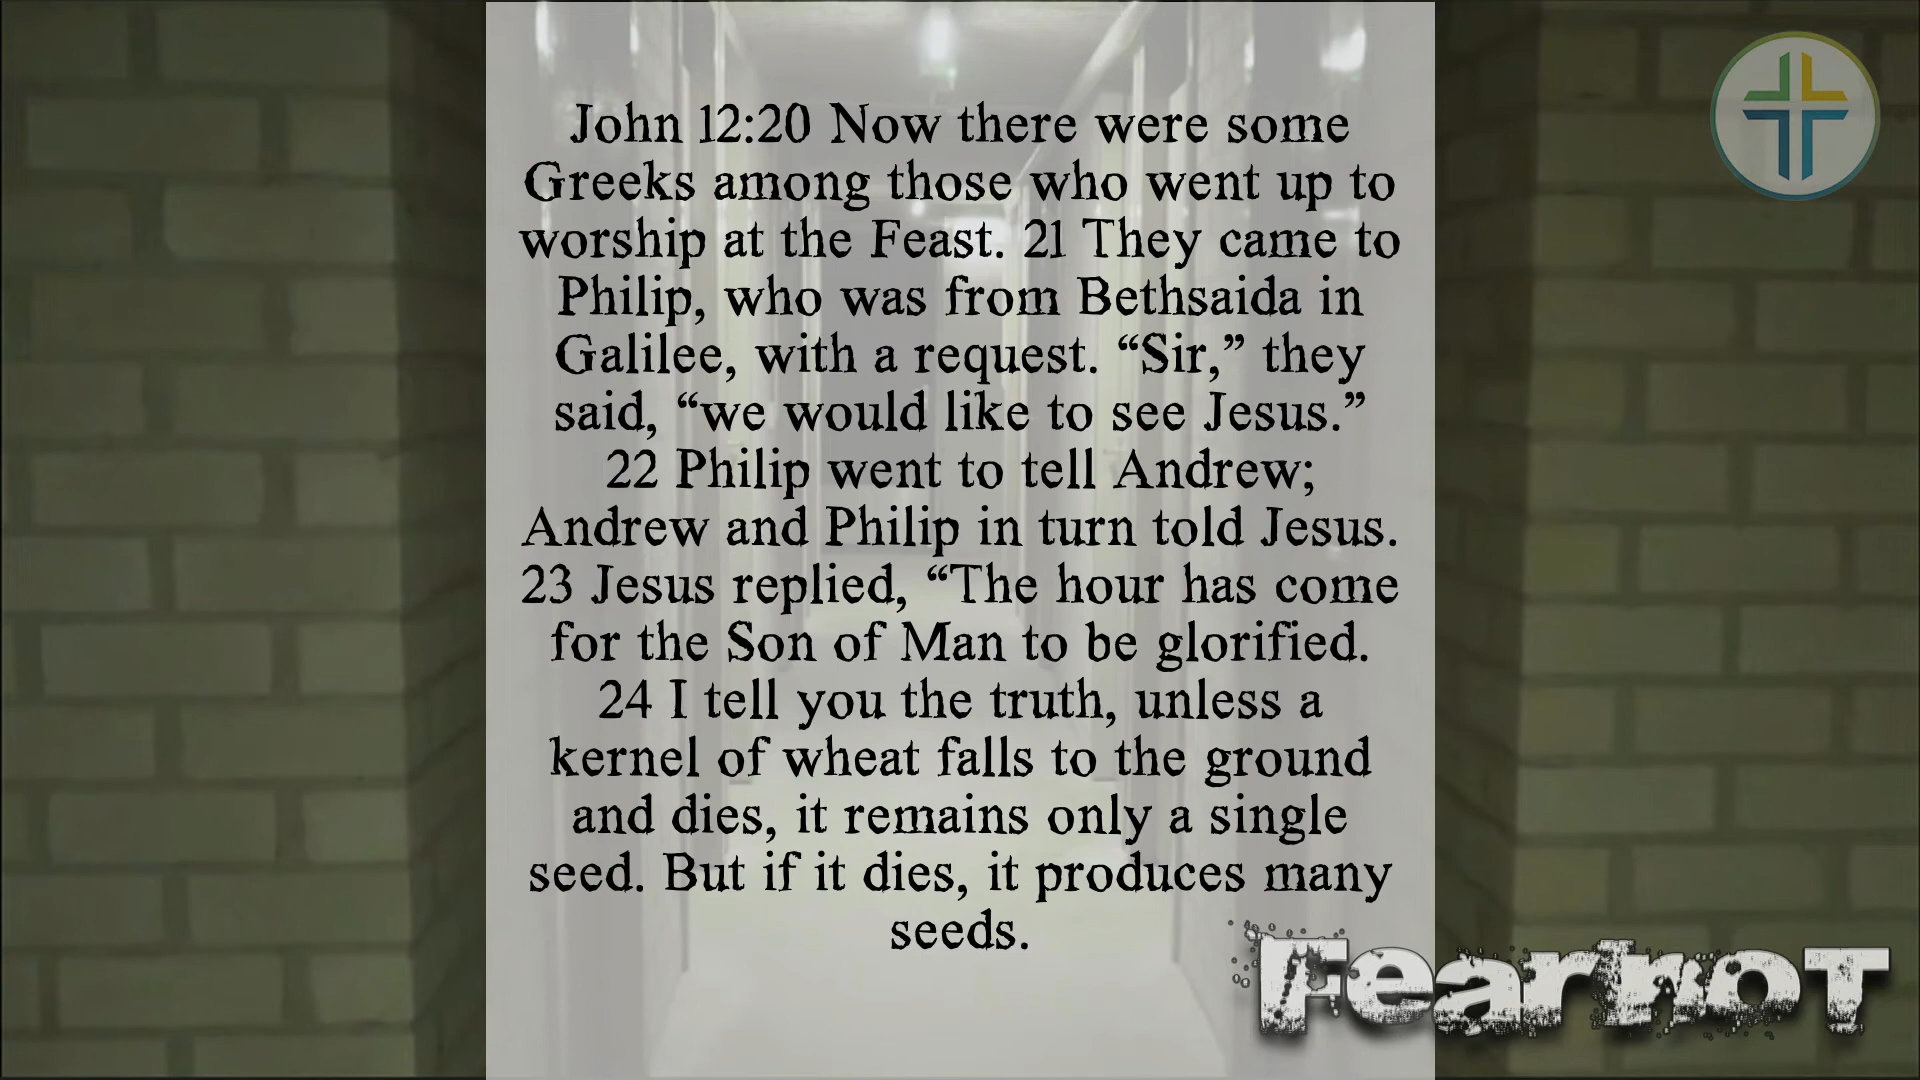 John 12:20 Now there were some
Greeks among those who went up to
worship at the Feast. 21 They came to
Philip, who was from Bethsaida in
Galilee, with a request. “Sir,” they
said, “we would like to see Jesus.”
22 Philip went to tell Andrew;
Andrew and Philip in turn told Jesus.
23 Jesus replied, “The hour has come
for the Son of Man to be glorified.
24 I tell you the truth, unless a
kernel of wheat falls to the ground
and dies, it remains only a single
seed. But if it dies, it produces many
seeds.
Fear not